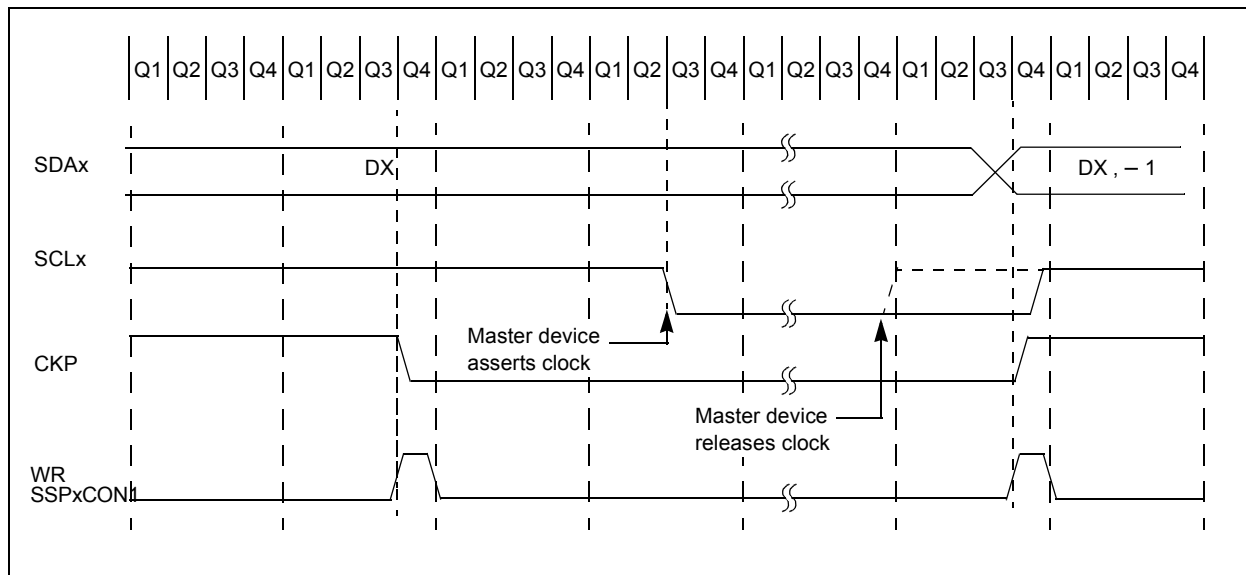 Q1 Q2 Q3 Q4 Q1 Q2 Q3 Q4 Q1 Q2 Q3 Q4 Q1 Q2 Q3 Q4 Q1 Q2 Q3 Q4 Q1 Q2 Q3 Q4 Q1 Q2 Q3 Q4
SDAx
DX
DX , – 1
SCLx
Master device
asserts clock
CKP
Master device
releases clock
WR
SSPxCON1